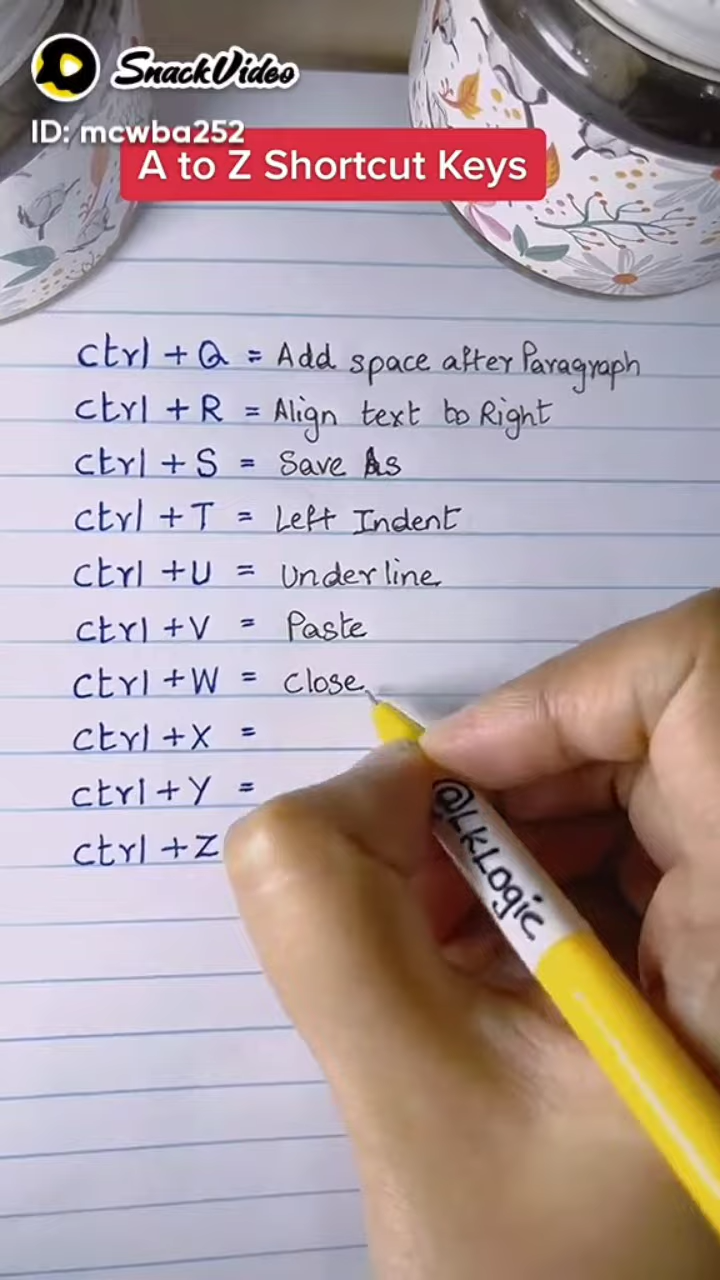 SnackVideo
ID: mcwba252
A to Z Shortcut Keys
ctrl + Q = Add space after Paragraph
ctrl + R = Align text to Right
ctrl + S = Save As
ctrl + T = Left Indent
ctrl + U = Underline
ctrl + V = Paste
ctrl + W = close
ctrl + X =
ctrl + Y =
ctrl + Z
@LKLogic